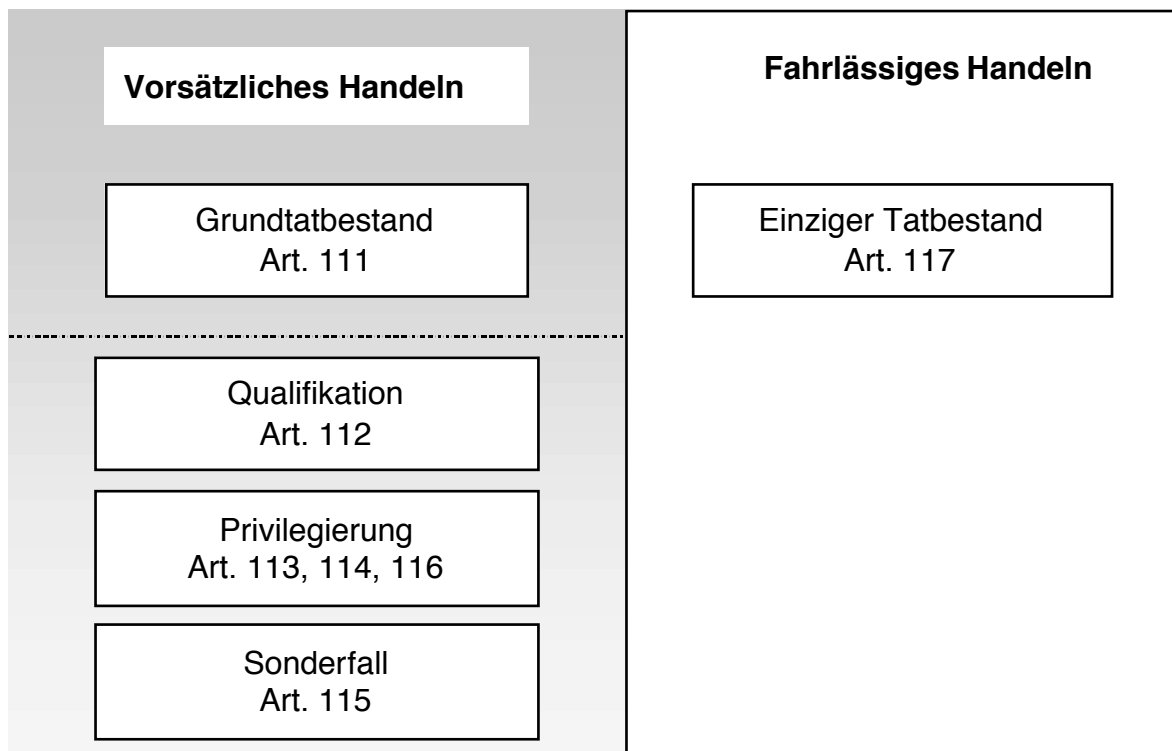 Vorsätzliches Handeln
Fahrlässiges Handeln
Grundtatbestand
Art. 111
Einziger Tatbestand
Art. 117
Qualifikation
Art. 112
Privilegierung
Art. 113, 114, 116
Sonderfall
Art. 115